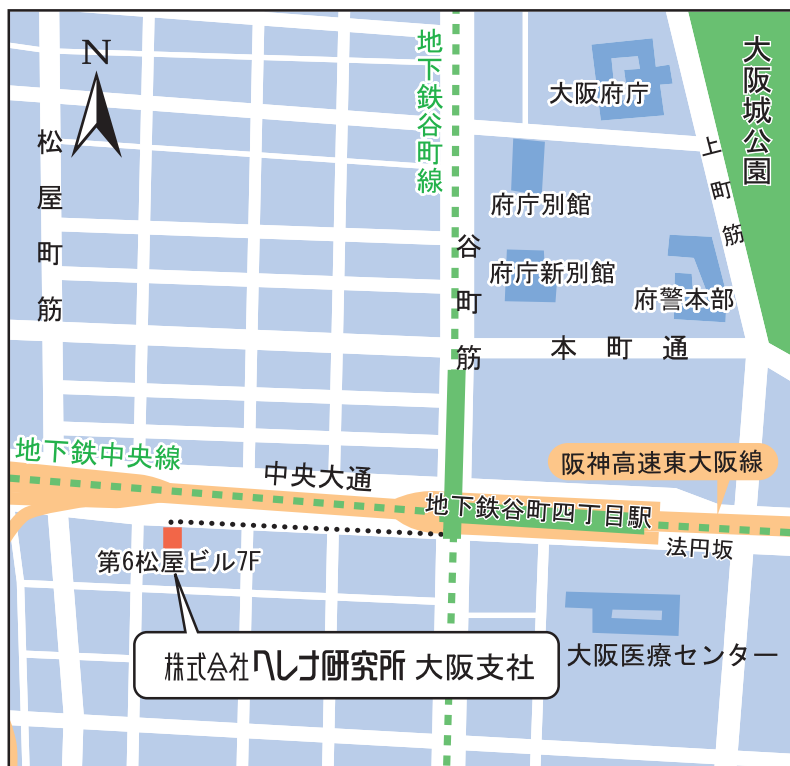 N
松屋町筋
地下鉄谷町線
大阪府庁
大阪城公園
上町筋
府庁別館
谷町筋
府庁新別館
府警本部
本町通
地下鉄中央線
中央大通
阪神高速東大阪線
地下鉄谷町四丁目駅
法円坂
第6松屋ビル7F
株式会社ヘレナ研究所 大阪支社
大阪医療センター